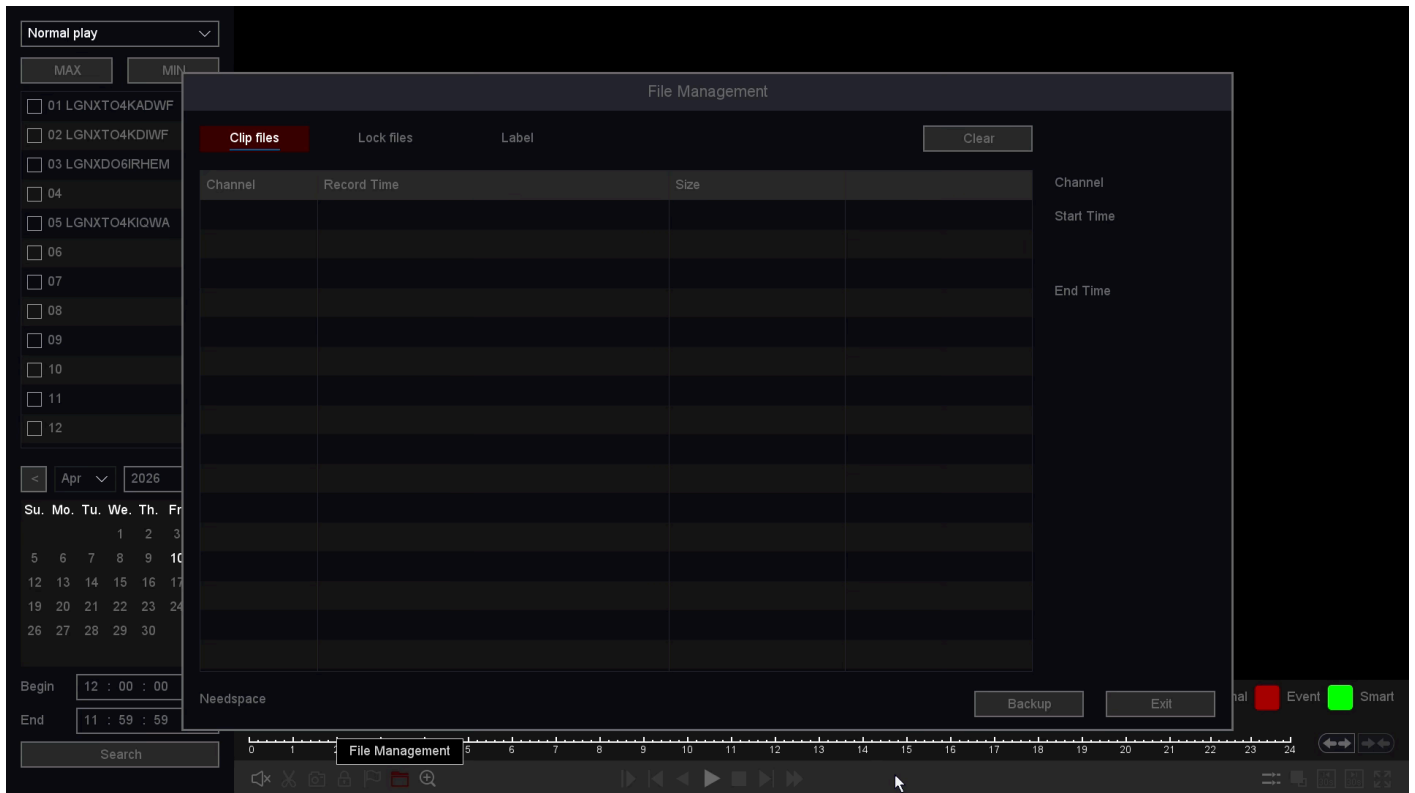 Normal play
MAX MIN
01 LGNXTO4KADWF
02 LGNXTO4KDIWF
03 LGNXDO6IRHEM
04
05 LGNXTO4KIQWA
06
07
08
09
10
11
12
< Apr 2026
Su. Mo. Tu. We. Th. Fr
1 2 3
5 6 7 8 9 10
12 13 14 15 16 17
19 20 21 22 23 24
26 27 28 29 30
Begin 12 : 00 : 00
End 11 : 59 : 59
Search
File Management
Clip files Lock files Label Clear
Channel Record Time Size
Channel
Start Time
End Time
Needspace Backup Exit
Event Smart
0 1 5 6 7 8 9 10 11 12 13 14 15 16 17 18 19 20 21 22 23 24
File Management